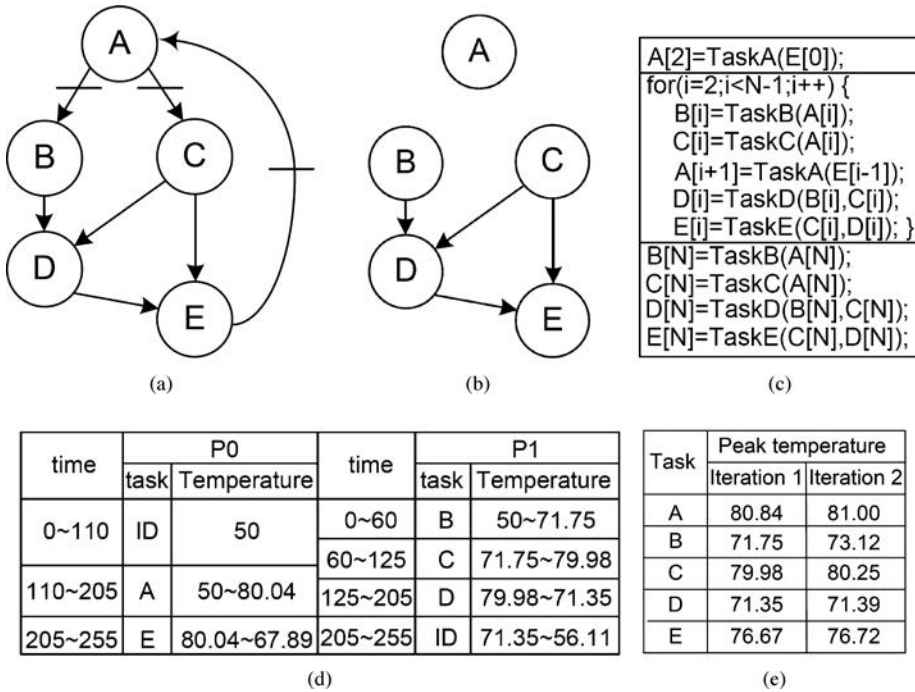 A
B
C
D
E
(a)
A
B
C
D
E
(b)
A[2]=TaskA(E[0]);
for(i=2;i<N-1;i++) {
B[i]=TaskB(A[i]);
C[i]=TaskC(A[i]);
A[i+1]=TaskA(E[i-1]);
D[i]=TaskD(B[i],C[i]);
E[i]=TaskE(C[i],D[i]); }
B[N]=TaskB(A[N]);
C[N]=TaskC(A[N]);
D[N]=TaskD(B[N],C[N]);
E[N]=TaskE(C[N],D[N]);
(c)
time P0 time P1
task Temperature task Temperature
0~110 ID 50 0~60 B 50~71.75
60~125 C 71.75~79.98
110~205 A 50~80.04 125~205 D 79.98~71.35
205~255 E 80.04~67.89 205~255 ID 71.35~56.11
(d)
Task Peak temperature
Iteration 1 Iteration 2
A 80.84 81.00
B 71.75 73.12
C 79.98 80.25
D 71.35 71.39
E 76.67 76.72
(e)